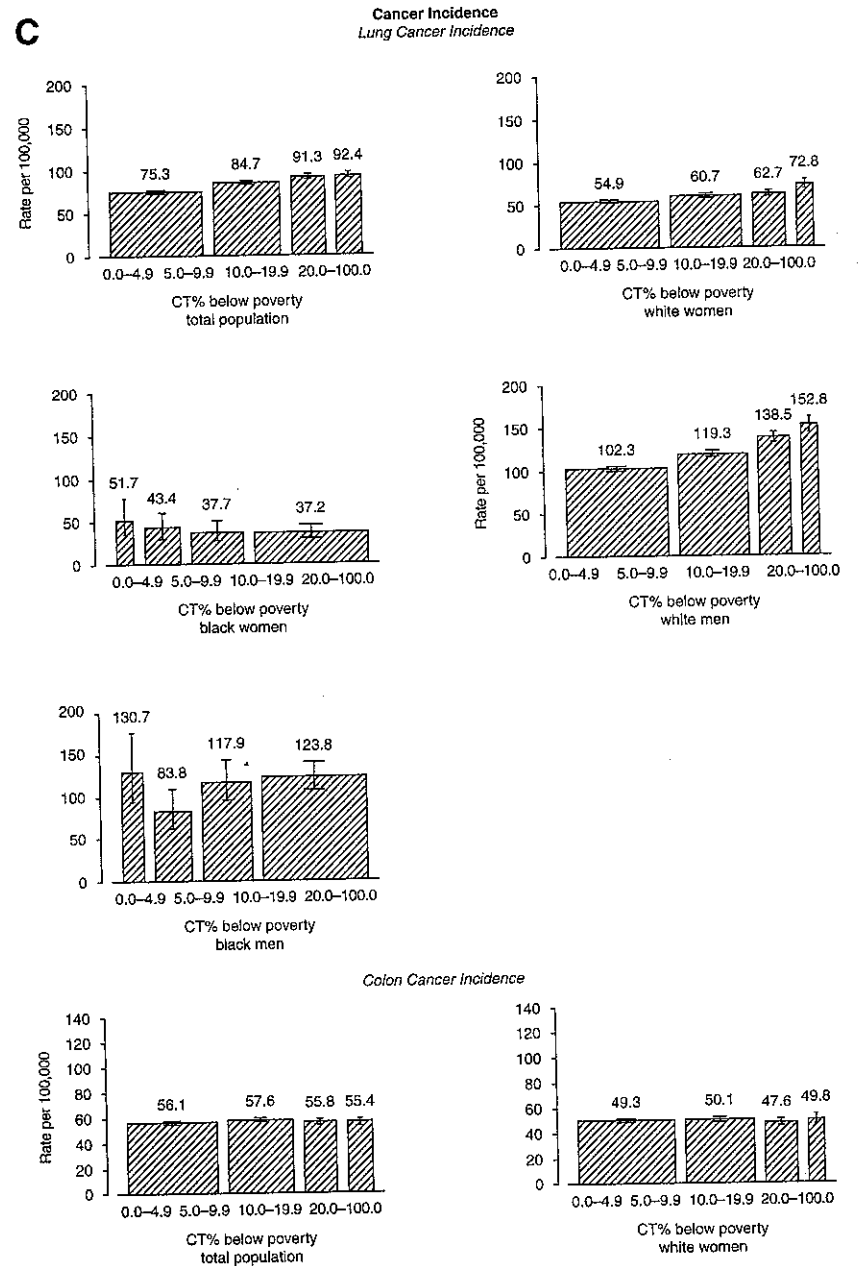 C
Cancer Incidence
Lung Cancer Incidence
Rate per 100,000
200
150
100
50
0
75.3
84.7
91.3
92.4
0.0–4.9 5.0–9.9 10.0–19.9 20.0–100.0
CT% below poverty
total population
200
150
100
50
0
54.9
60.7
62.7
72.8
0.0–4.9 5.0–9.9 10.0–19.9 20.0–100.0
CT% below poverty
white women
200
150
100
50
0
51.7
43.4
37.7
37.2
0.0–4.9 5.0–9.9 10.0–19.9 20.0–100.0
CT% below poverty
black women
Rate per 100,000
200
150
100
50
0
102.3
119.3
138.5
152.8
0.0–4.9 5.0–9.9 10.0–19.9 20.0–100.0
CT% below poverty
white men
200
150
100
50
0
130.7
83.8
117.9
123.8
0.0–4.9 5.0–9.9 10.0–19.9 20.0–100.0
CT% below poverty
black men
Colon Cancer Incidence
Rate per 100,000
140
120
100
80
60
40
20
0
56.1
57.6
55.8
55.4
0.0–4.9 5.0–9.9 10.0–19.9 20.0–100.0
CT% below poverty
total population
140
120
100
80
60
40
20
0
49.3
50.1
47.6
49.8
0.0–4.9 5.0–9.9 10.0–19.9 20.0–100.0
CT% below poverty
white women